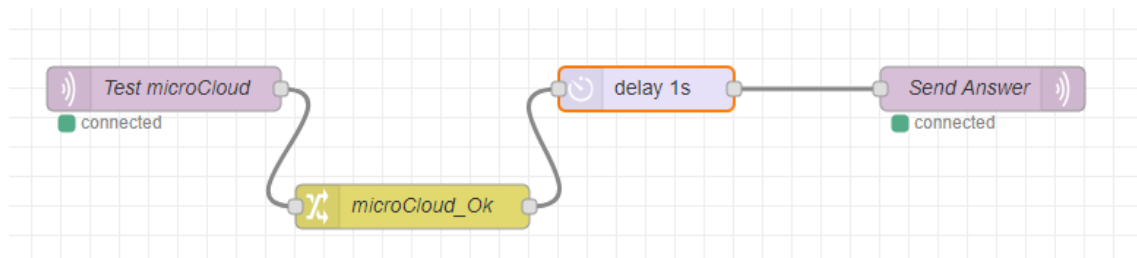 Test microCloud
connected
microCloud_Ok
delay 1s
Send Answer
connected